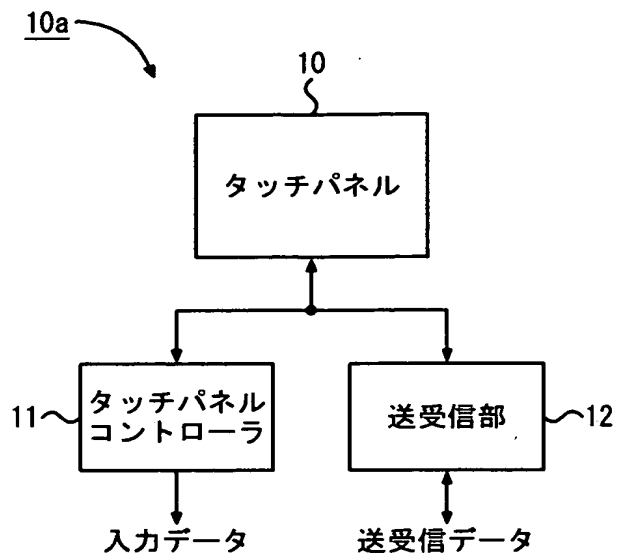 10a
10
タッチパネル
11
タッチパネル
コントローラ
送受信部
12
入力データ
送受信データ